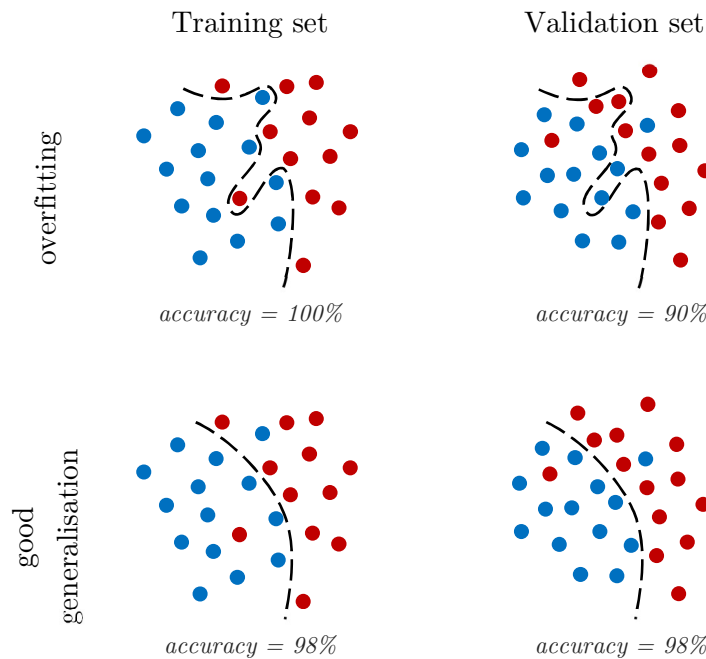 Training set
Validation set
overfitting
accuracy = 100%
accuracy = 90%
good
generalisation
accuracy = 98%
accuracy = 98%